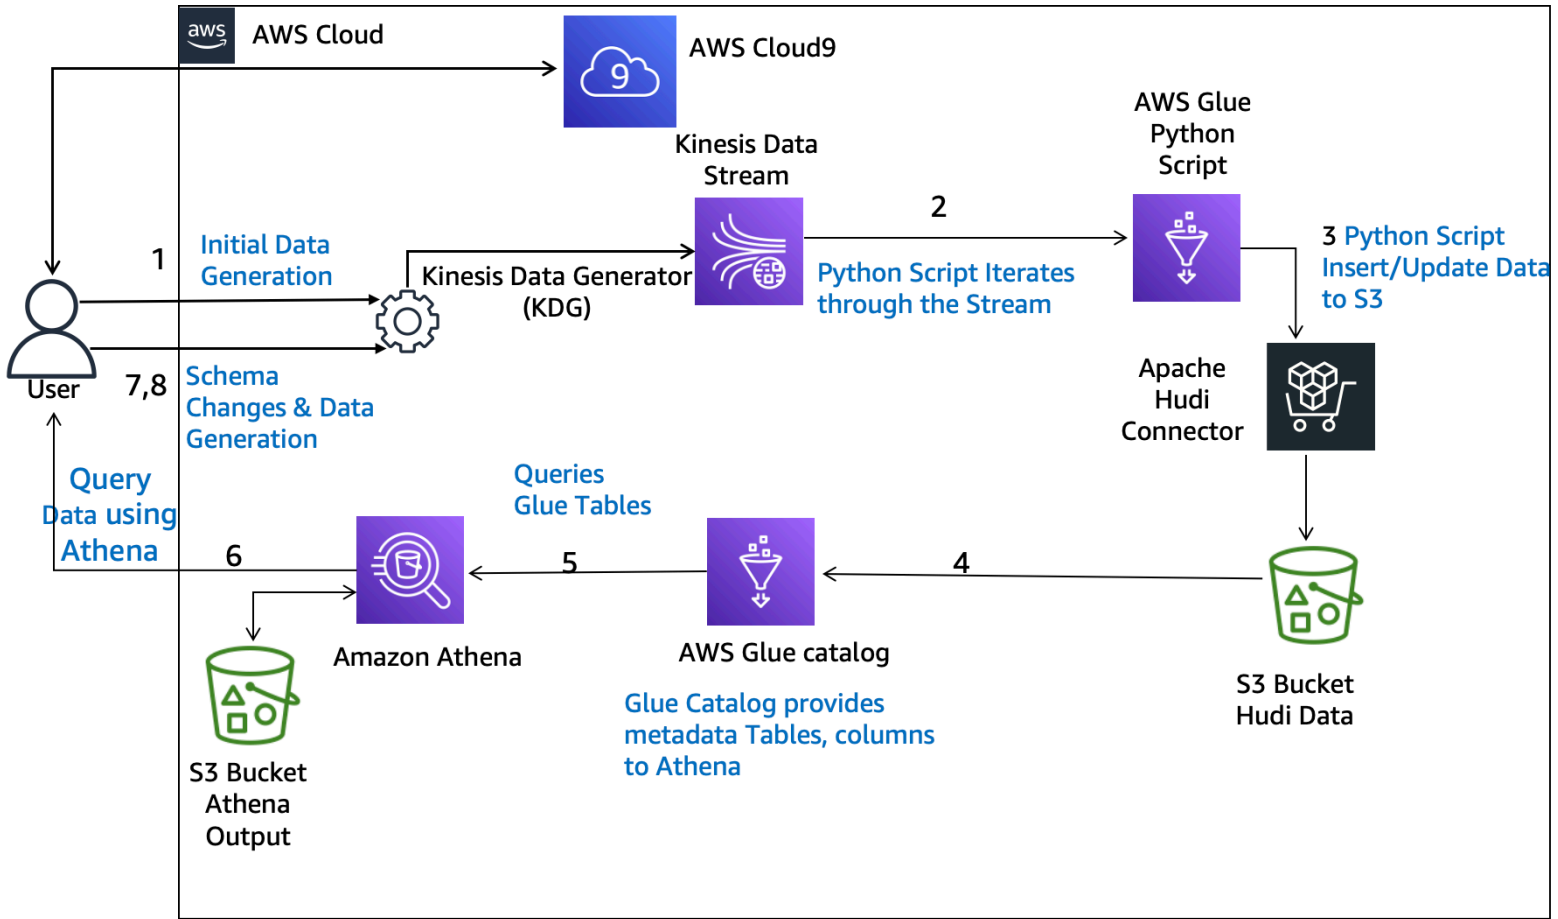 aws
AWS Cloud
9
AWS Cloud9
AWS Glue
Python
Script
Kinesis Data
Stream
2
1
Initial Data
Generation
3 Python Script
Insert/Update Data
to S3
Kinesis Data Generator
(KDG)
Python Script Iterates
through the Stream
User
7,8
Schema
Changes & Data
Generation
Apache
Hudi
Connector
Query
Data using
Athena
Queries
Glue Tables
6
5
4
Amazon Athena
AWS Glue catalog
Glue Catalog provides
metadata Tables, columns
to Athena
S3 Bucket
Hudi Data
S3 Bucket
Athena
Output